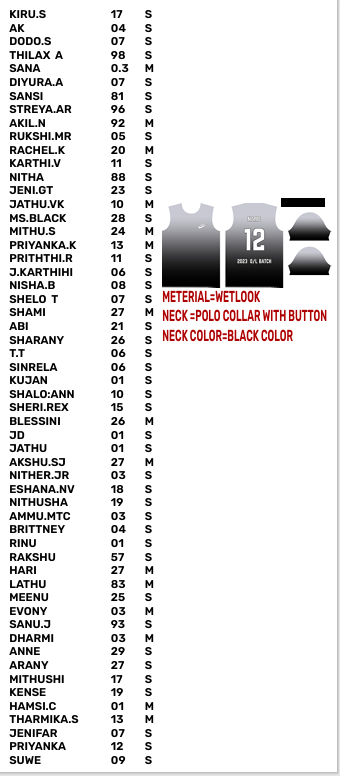 KIRU.S 17 S
AK 04 S
DODO.S 07 S
THILAX A 98 S
SANA 0.3 M
DIYURA.A 07 S
SANSI 81 S
STREYA.AR 96 S
AKIL.N 92 M
RUKSHI.MR 05 S
RACHEL.K 20 M
KARTHI.V 11 S
NITHA 88 S
JENI.GT 23 S
JATHU.VK 10 M
MS.BLACK 28 S
MITHU.S 24 M
PRIYANKA.K 13 M
PRITHTHI.R 11 S
J.KARTHIHI 06 S
NISHA.B 08 S
SHELO T 07 S
SHAMI 27 M
ABI 21 S
SHARANY 26 S
T.T 06 S
SINRELA 06 S
KUJAN 01 S
SHALO:ANN 10 S
SHERI.REX 15 S
BLESSINI 26 M
JD 01 S
JATHU 01 S
AKSHU.SJ 27 M
NITHER.JR 03 S
ESHANA.NV 18 S
NITHUSHA 19 S
AMMU.MTC 03 S
BRITTNEY 04 S
RINU 01 S
RAKSHU 57 S
HARI 27 M
LATHU 83 M
MEENU 25 S
EVONY 03 M
SANU.J 93 S
DHARMI 03 M
ANNE 29 S
ARANY 27 S
MITHUSHI 17 S
KENSE 19 S
HAMSI.C 01 M
THARMIKA.S 13 M
JENIFAR 07 S
PRIYANKA 12 S
SUWE 09 S
12
2023 O/L BATCH
METERIAL=WETLOOK
NECK =POLO COLLAR WITH BUTTON
NECK COLOR=BLACK COLOR